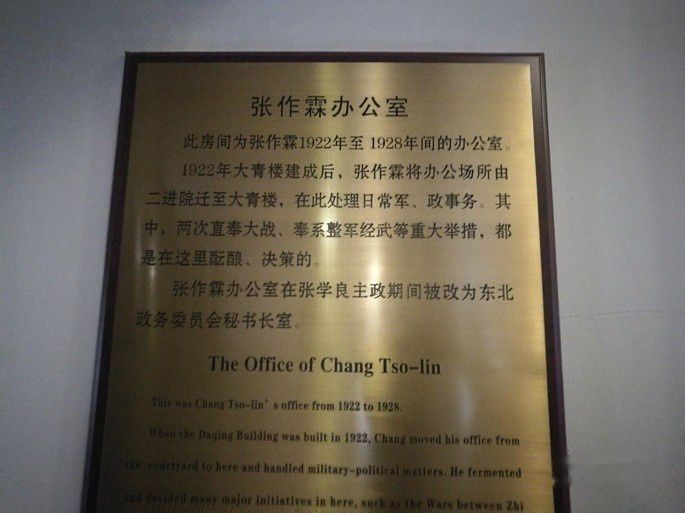 张作霖办公室
此房间为张作霖1922年至1928年间的办公室。
1922年大青楼建成后，张作霖将办公场所由
二进院迁至大青楼，在此处理日常军、政事务。其
中，两次直奉大战、奉系整军经武等重大举措，都
是在这里酝酿、决策的。
张作霖办公室在张学良主政期间被改为东北
政务委员会秘书长室。
The Office of Chang Tso-lin
This was Chang Tso-lin's office from 1922 to 1928.
When the Daqing Building was built in 1922, Chang moved his office from
the courtyard to here and handled military-political matters. He fermented
and decided many major initiatives in here, such as the Wars between Zhi